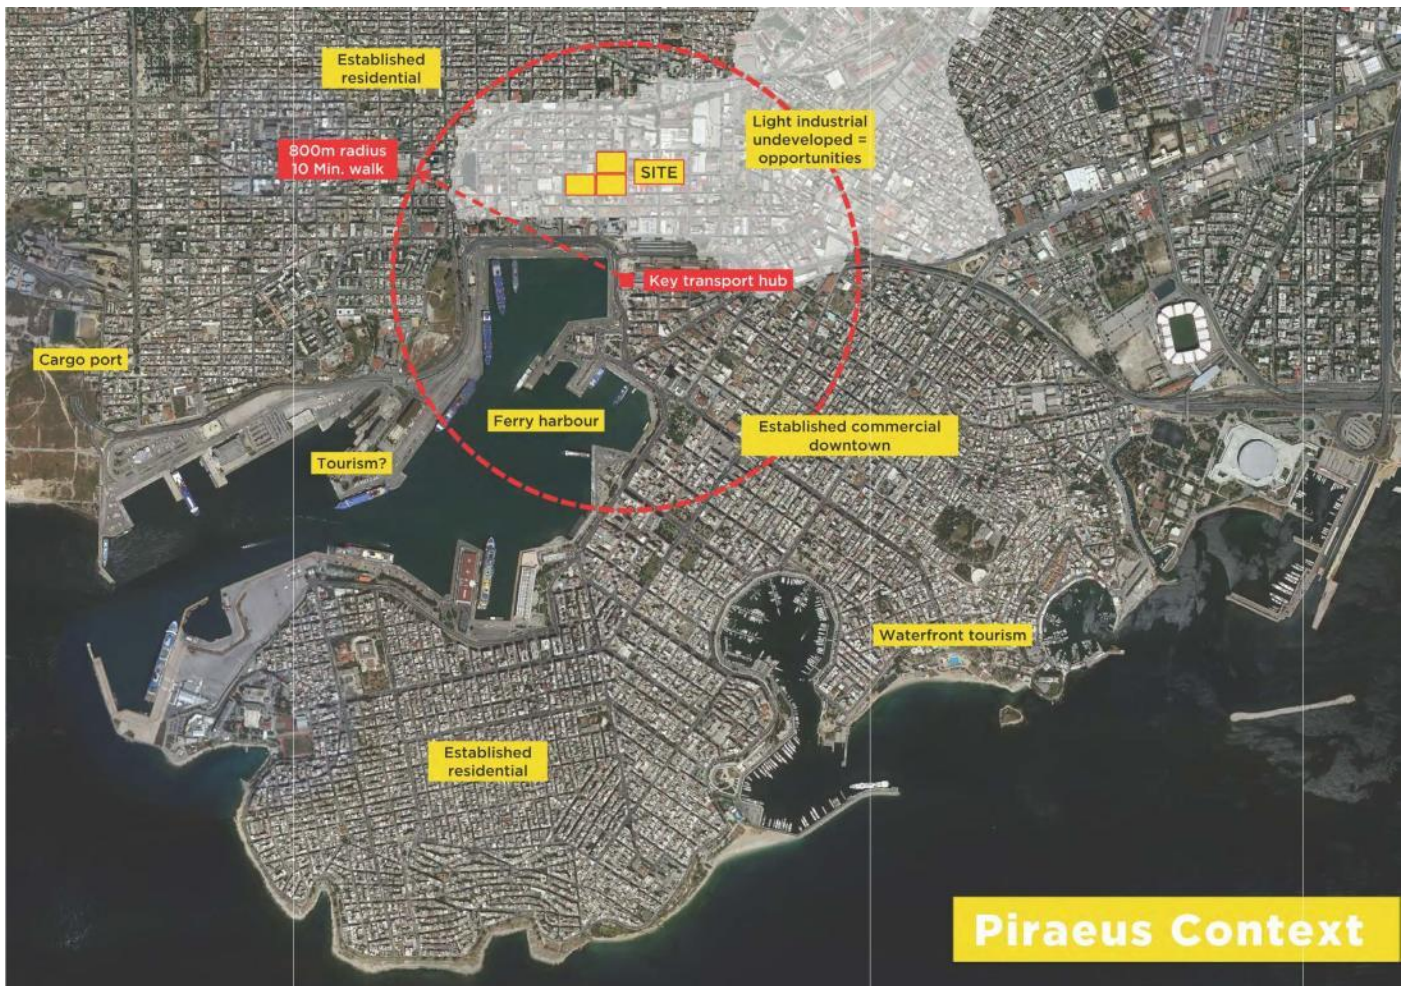 Established
residential
800m radius
10 Min. walk
Light industrial
undeveloped =
opportunities
SITE
Key transport hub
Cargo port
Ferry harbour
Established commercial
downtown
Tourism?
Waterfront tourism
Established
residential
Piraeus Context